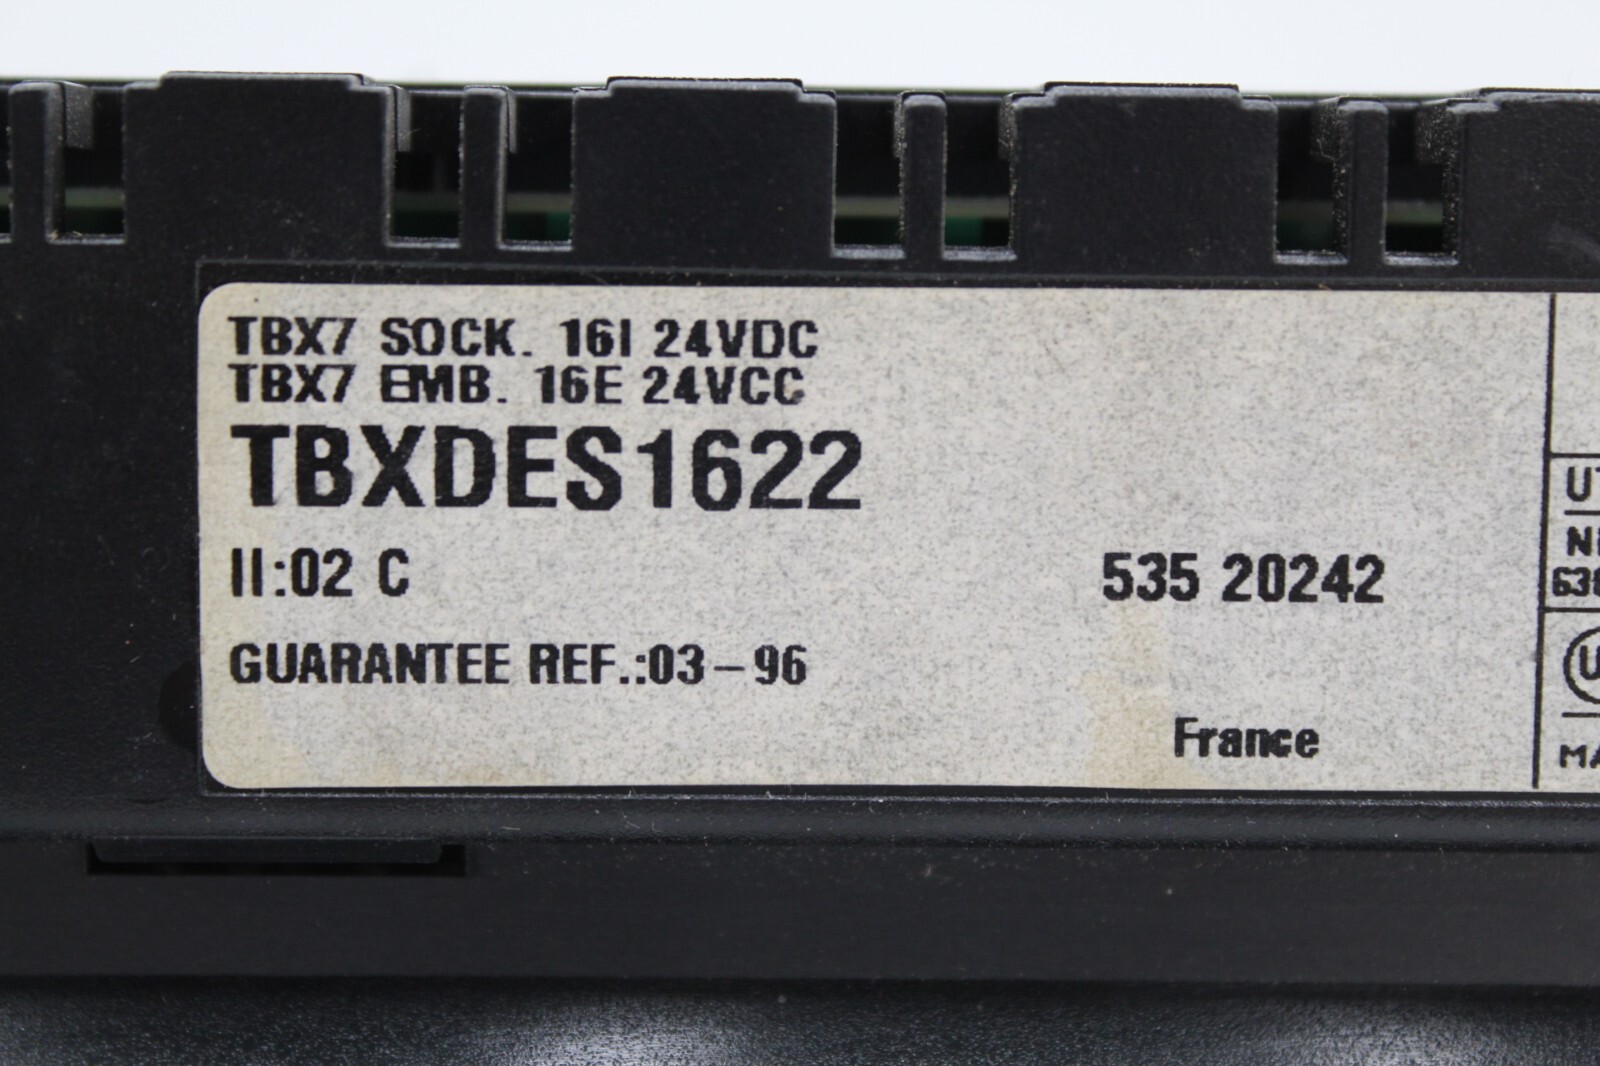 TBX7 SOCK. 16I 24VDC
TBX7 EMB. 16E 24VCC
TBXDES1622
II:02 C
535 20242
GUARANTEE REF.:03-96
France